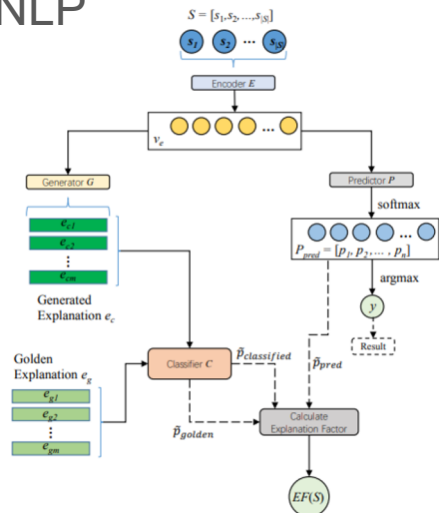 NLP
S = [s1,s2,...,s|S|]
s1 s2 ... s|S|
Encoder E
ve ...
Generator G
Predictor P
softmax
ec1
ec2
⋮
ecm
... 
Ppred = [p1, p2, ... , pn]
argmax
Generated
Explanation ec
y
Result
Golden
Explanation eg
Classifier C
p̃classified
p̃pred
eg1
eg2
⋮
egm
p̃golden
Calculate
Explanation Factor
EF(S)